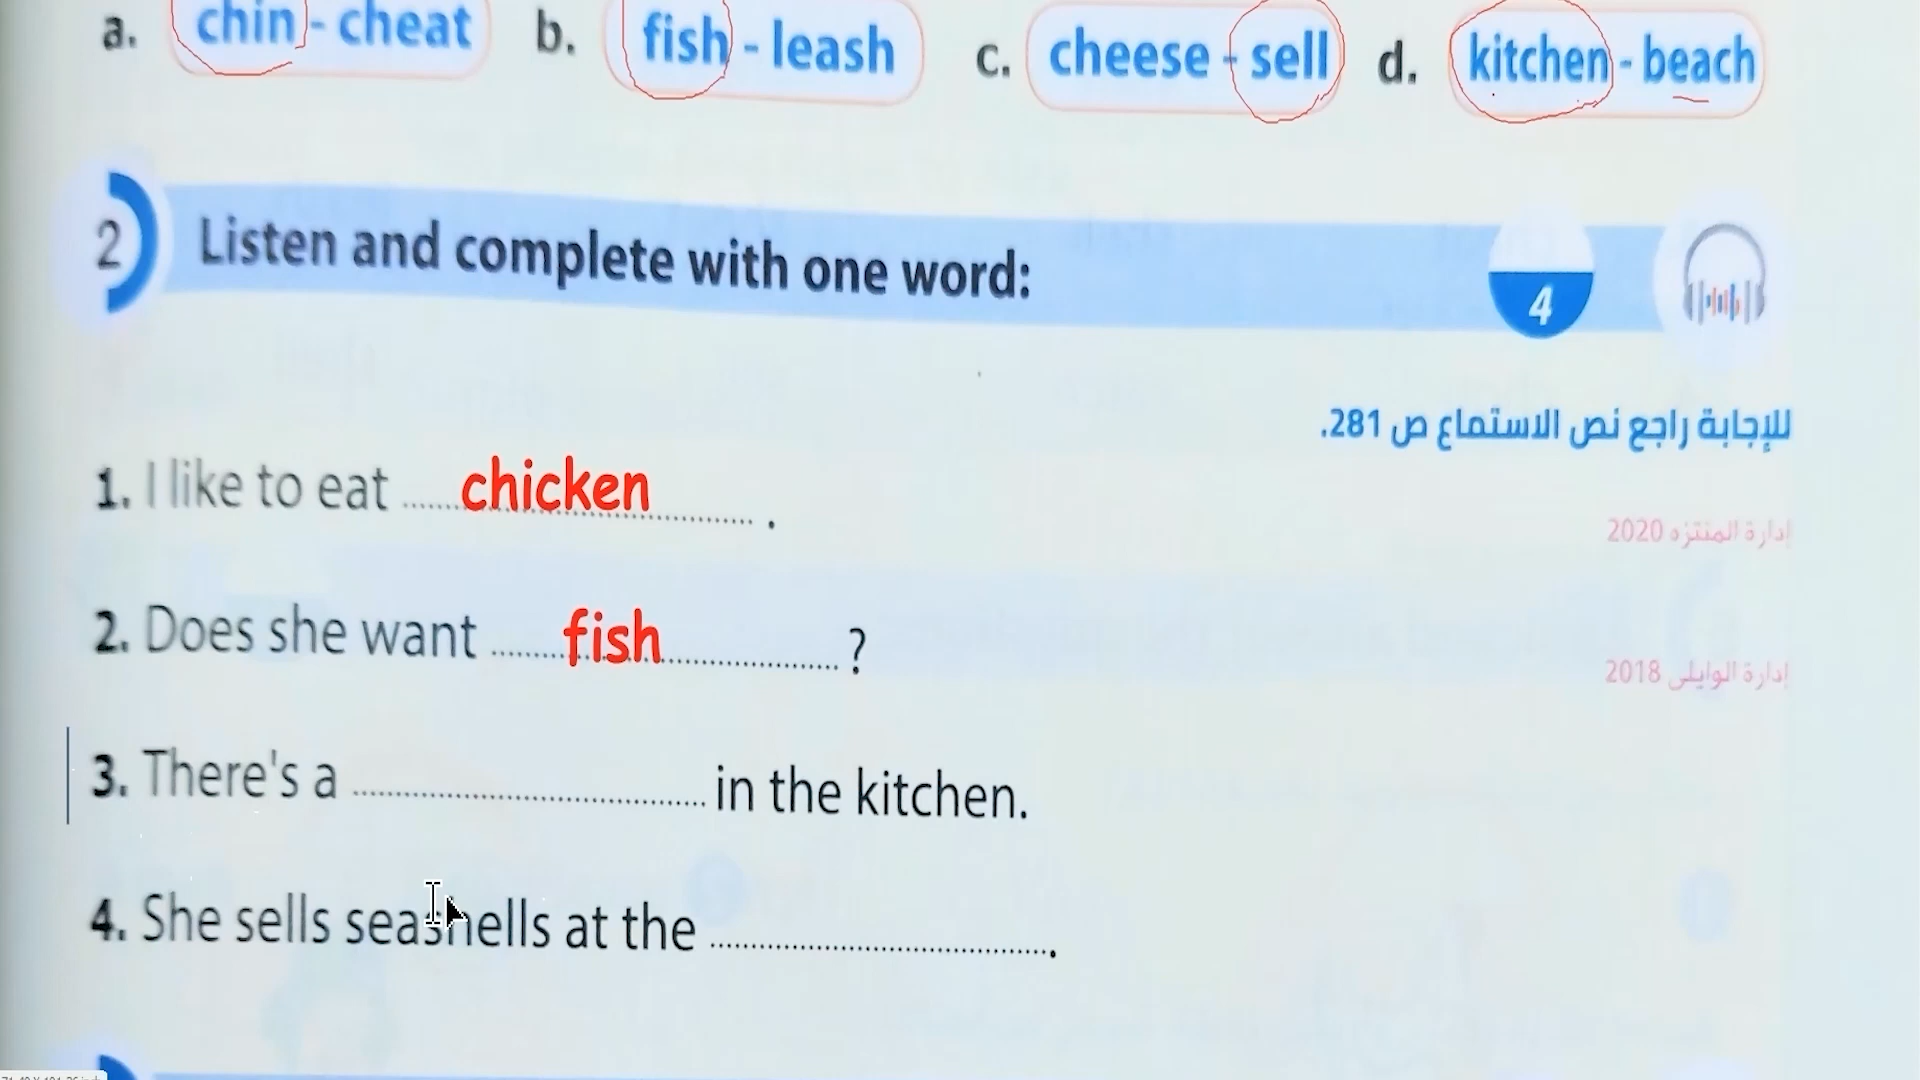 a. chin - cheat b. fish - leash c. cheese - sell d. kitchen - beach
2 Listen and complete with one word: 4
للإجابة راجع نص الاستماع ص 281.
1. I like to eat ...... chicken .................. .
إدارة المنتزه 2020
2. Does she want ......... fish ........................ ?
إدارة الوايلى 2018
3. There's a .................................... in the kitchen.
4. She sells seashells at the ....................................